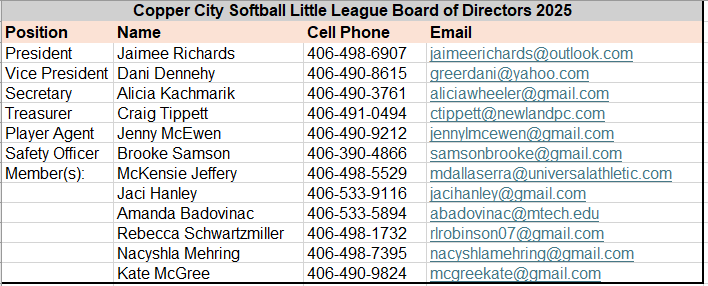 Copper City Softball Little League Board of Directors 2025
Position Name Cell Phone Email
President Jaimee Richards 406-498-6907 jaimeerichards@outlook.com
Vice President Dani Dennehy 406-490-8615 greerdani@yahoo.com
Secretary Alicia Kachmarik 406-490-3761 aliciawheeler@gmail.com
Treasurer Craig Tippett 406-491-0494 ctippett@newlandpc.com
Player Agent Jenny McEwen 406-490-9212 jennylmcewen@gmail.com
Safety Officer Brooke Samson 406-390-4866 samsonbrooke@gmail.com
Member(s): McKensie Jeffery 406-498-5529 mdallaserra@universalathletic.com
Jaci Hanley 406-533-9116 jacihanley@gmail.com
Amanda Badovinac 406-533-5894 abadovinac@mtech.edu
Rebecca Schwartzmiller 406-498-1732 rlrobinson07@gmail.com
Nacyshla Mehring 406-498-7395 nacyshlamehring@gmail.com
Kate McGree 406-490-9824 mcgreekate@gmail.com